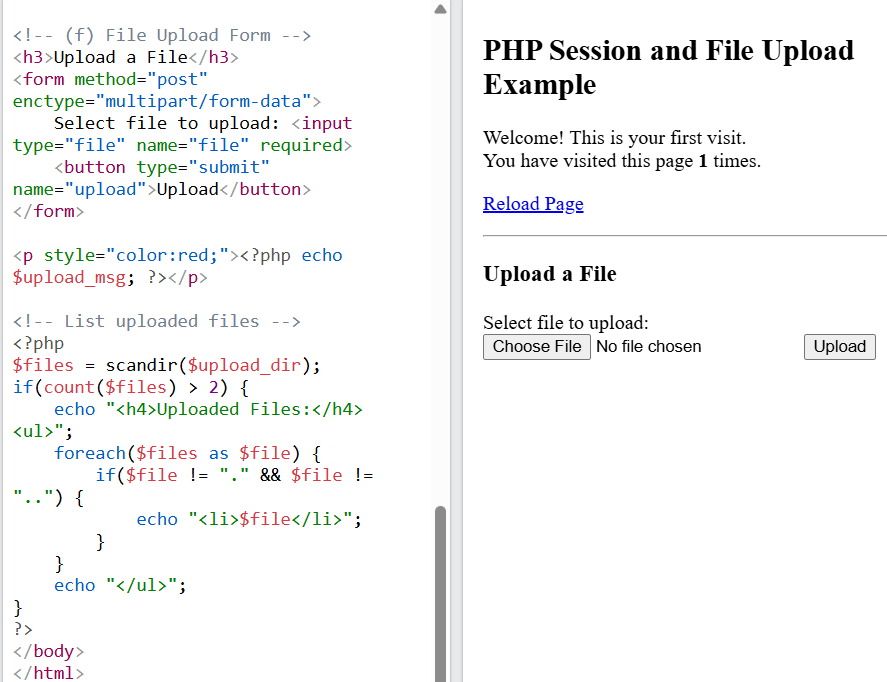 <!-- (f) File Upload Form -->
<h3>Upload a File</h3>
<form method="post"
enctype="multipart/form-data">
    Select file to upload: <input
type="file" name="file" required>
    <button type="submit"
name="upload">Upload</button>
</form>

<p style="color:red;"><?php echo
$upload_msg; ?></p>

<!-- List uploaded files -->
<?php
$files = scandir($upload_dir);
if(count($files) > 2) {
    echo "<h4>Uploaded Files:</h4>
<ul>";
    foreach($files as $file) {
        if($file != "." && $file !=
"..") {
            echo "<li>$file</li>";
        }
    }
    echo "</ul>";
}
?>
</body>
</html>
PHP Session and File Upload
Example
Welcome! This is your first visit.
You have visited this page 1 times.
Reload Page
Upload a File
Select file to upload:
Choose File No file chosen Upload